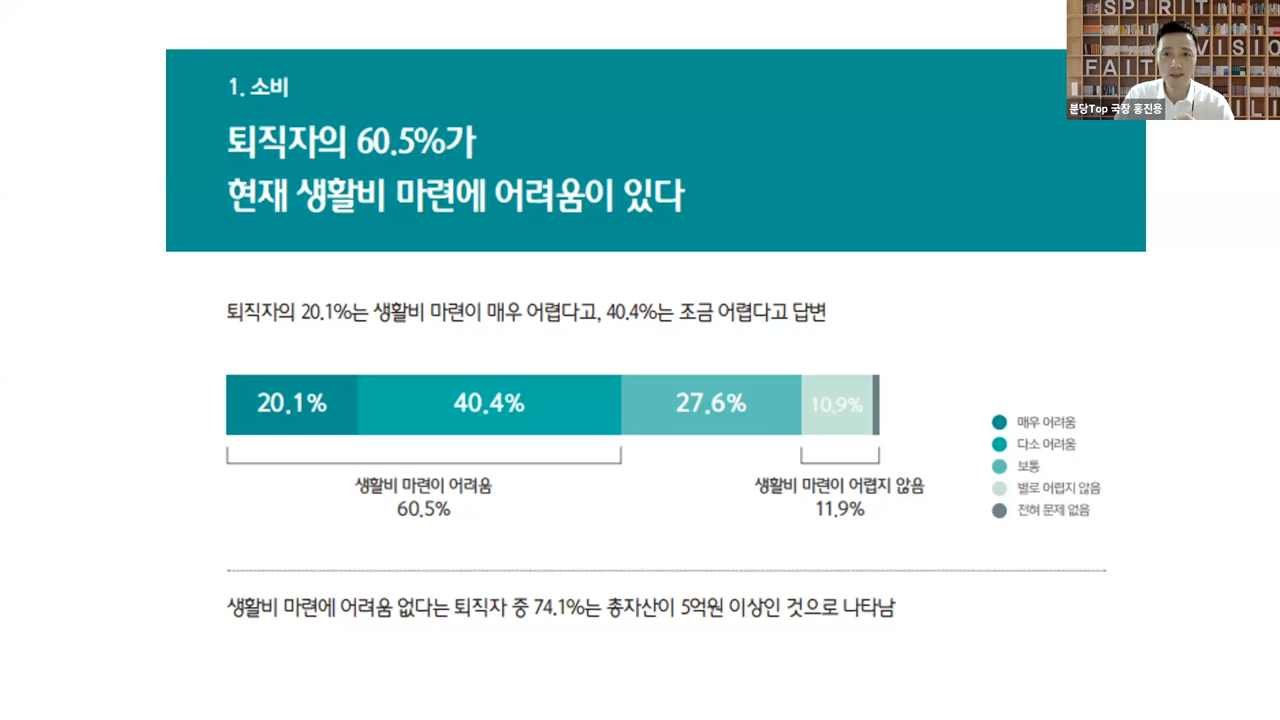 1. 소비
퇴직자의 60.5%가
현재 생활비 마련에 어려움이 있다
퇴직자의 20.1%는 생활비 마련이 매우 어렵다고, 40.4%는 조금 어렵다고 답변
20.1%
40.4%
27.6%
10.9%
생활비 마련이 어려움
60.5%
생활비 마련이 어렵지 않음
11.9%
매우 어려움
다소 어려움
보통
별로 어렵지 않음
전혀 문제 없음
생활비 마련에 어려움 없다는 퇴직자 중 74.1%는 총자산이 5억원 이상인 것으로 나타남
SPIRIT
VISIO
FAIT
분당Top 국장 홍진용